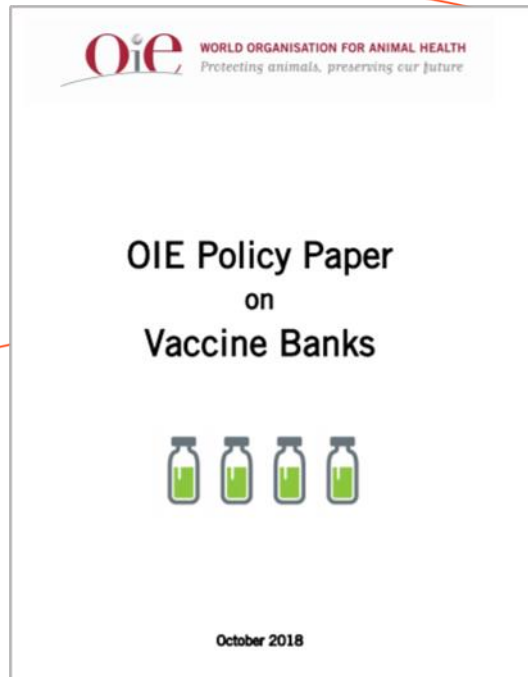 Oie WORLD ORGANISATION FOR ANIMAL HEALTH
Protecting animals, preserving our future
OIE Policy Paper
on
Vaccine Banks
October 2018